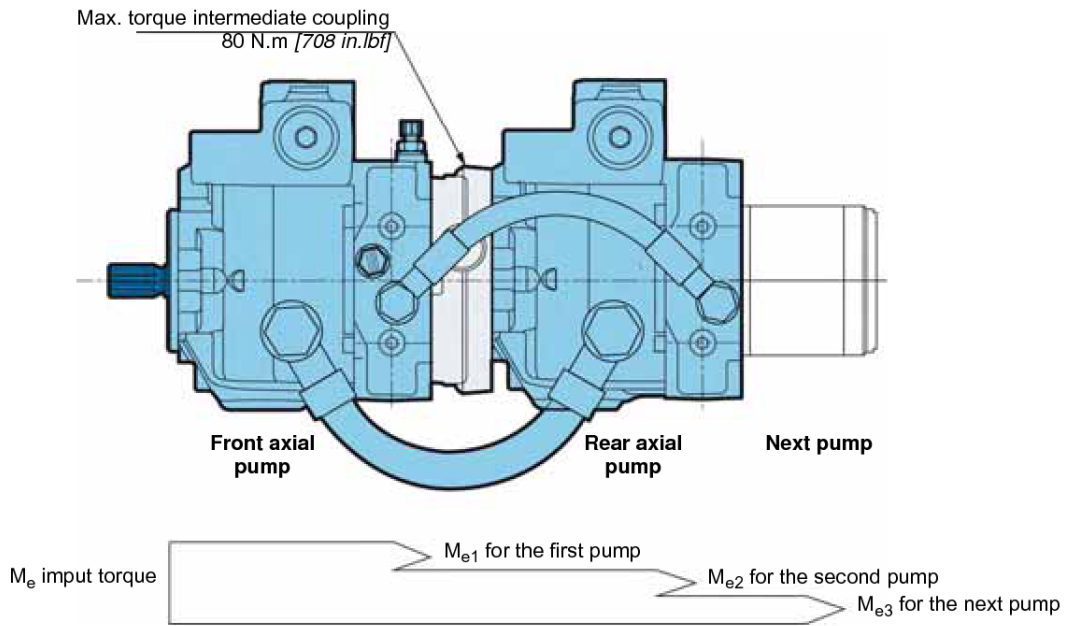 Max. torque intermediate coupling
80 N.m [708 in.lbf]
Front axial
pump
Rear axial
pump
Next pump
Me imput torque
Me1 for the first pump
Me2 for the second pump
Me3 for the next pump